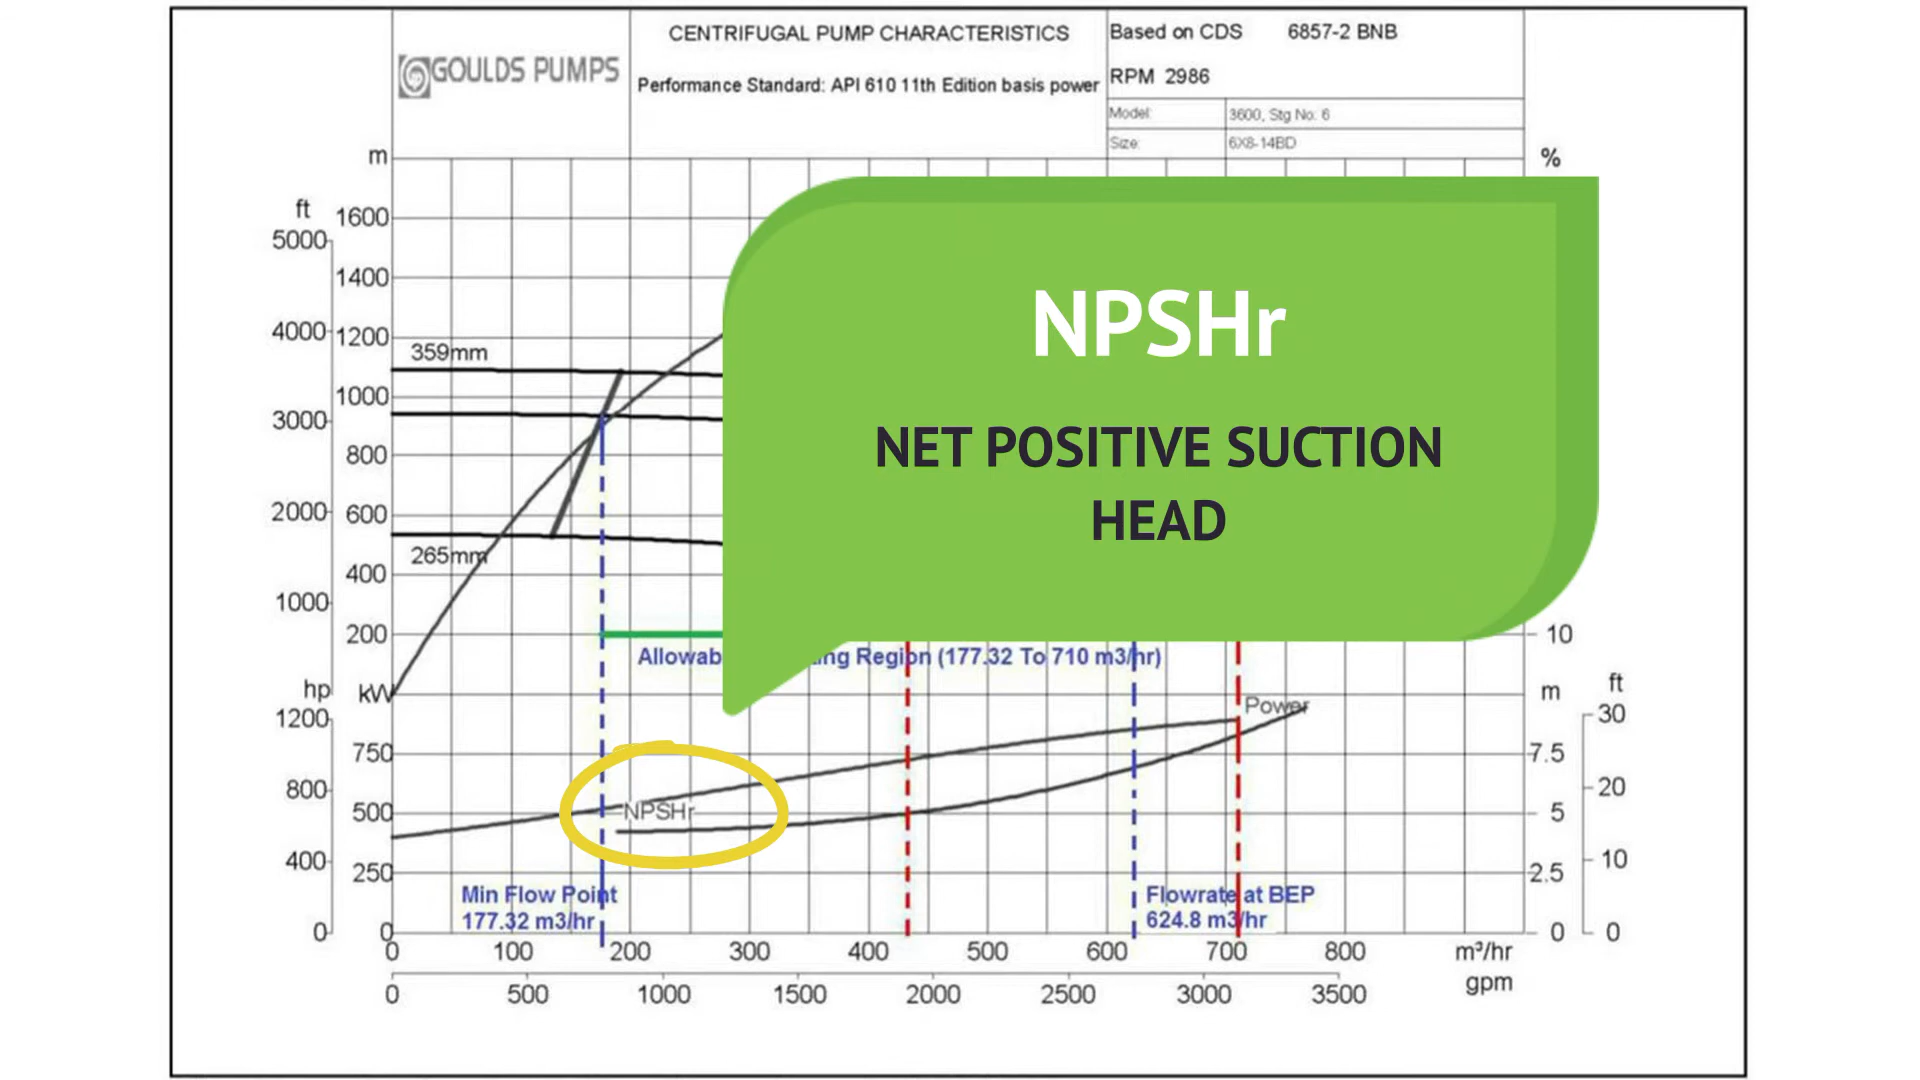 GOULDS PUMPS
CENTRIFUGAL PUMP CHARACTERISTICS
Performance Standard: API 610 11th Edition basis power
Based on CDS 6857-2 BNB
RPM 2986
Model: 3600, Stg No: 6
Size: 6X8-14BD
m
%
ft
5000
4000
3000
2000
1000
1600
1400
1200
1000
800
600
400
200
359mm
265mm
NPSHr
NET POSITIVE SUCTION
HEAD
10
Allowab
ng Region (177.32 To 710 m3/hr)
hp
kW
m
ft
1200
800
400
0
750
500
250
0
Power
NPSHr
7.5
5
2.5
0
30
20
10
0
Min Flow Point
177.32 m3/hr
Flowrate at BEP
624.8 m3/hr
0 100 200 300 400 500 600 700 800 m³/hr
gpm
0 500 1000 1500 2000 2500 3000 3500